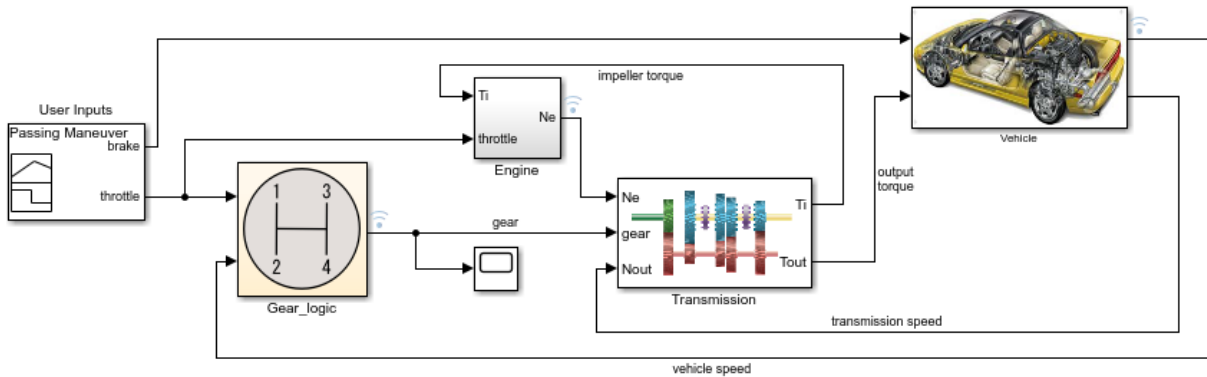 User Inputs
Passing Maneuver
brake
throttle
1 3
2 4
Gear_logic
gear
impeller torque
Ti
Ne
throttle
Engine
Ne
gear
Nout
Ti
Tout
Transmission
output
torque
Vehicle
transmission speed
vehicle speed